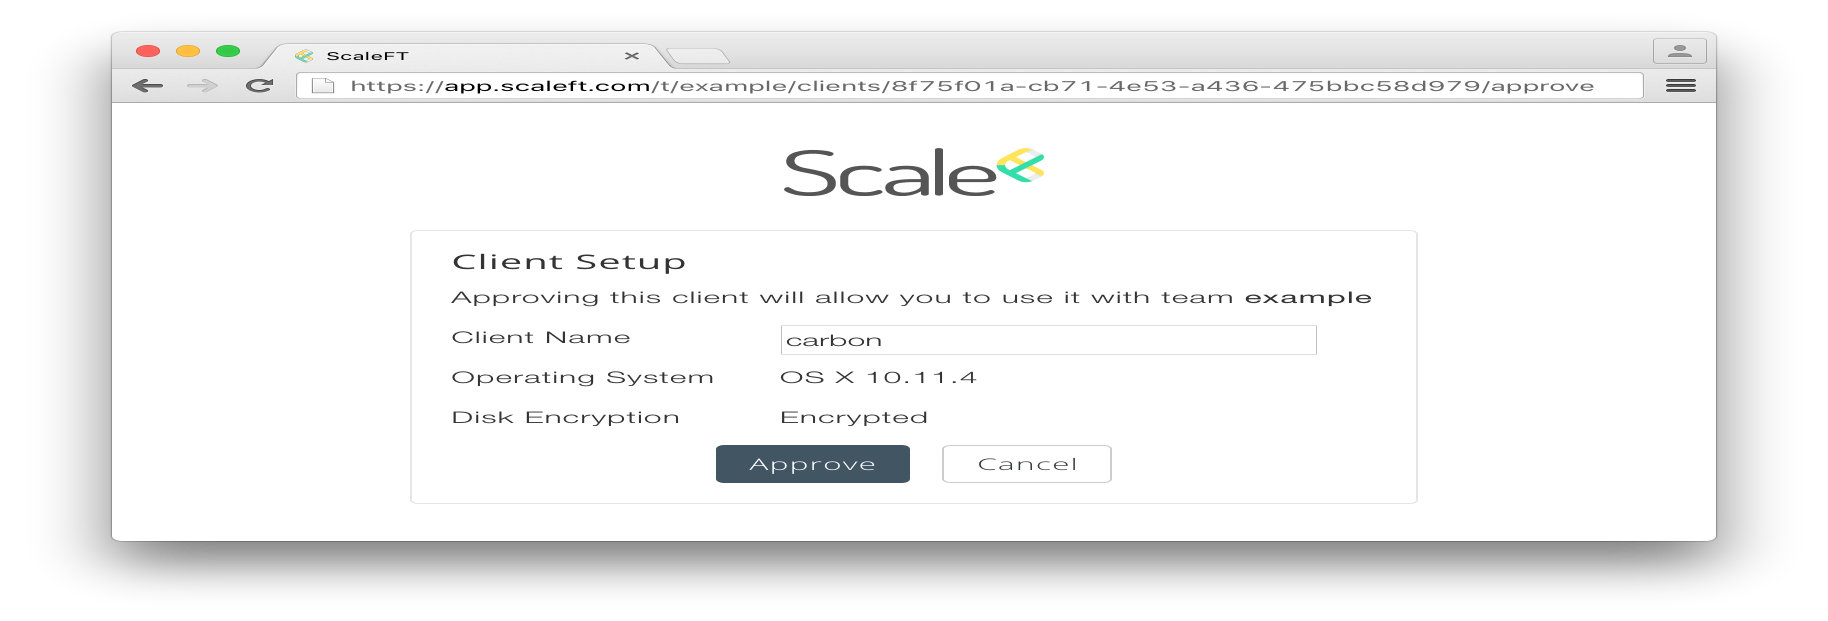 ScaleFT
https://app.scaleft.com/t/example/clients/8f75f01a-cb71-4e53-a436-475bbc58d979/approve
Scale
Client Setup
Approving this client will allow you to use it with team example
Client Name carbon
Operating System OS X 10.11.4
Disk Encryption Encrypted
Approve Cancel